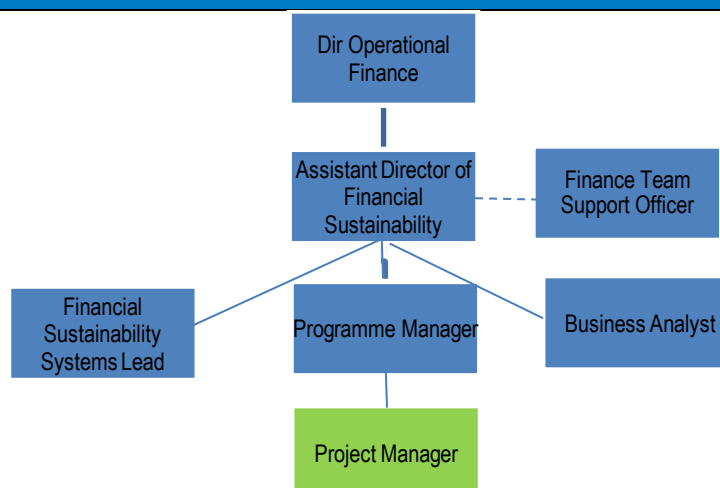 Dir Operational
Finance
Assistant Director of
Financial
Sustainability
Finance Team
Support Officer
Financial
Sustainability
Systems Lead
Programme Manager
Business Analyst
Project Manager